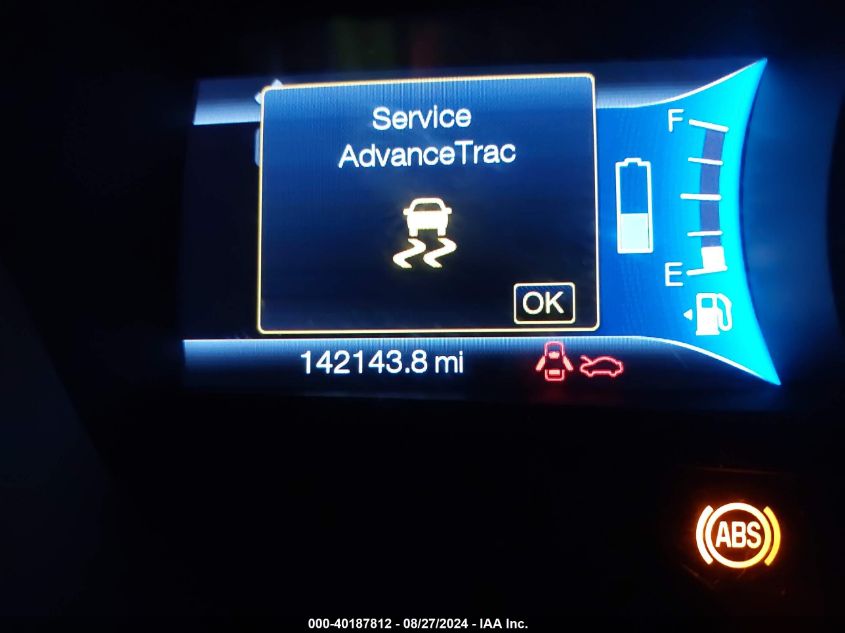 Service
AdvanceTrac
F
E
OK
142143.8 mi
ABS
000-40187812 - 08/27/2024 - IAA Inc.